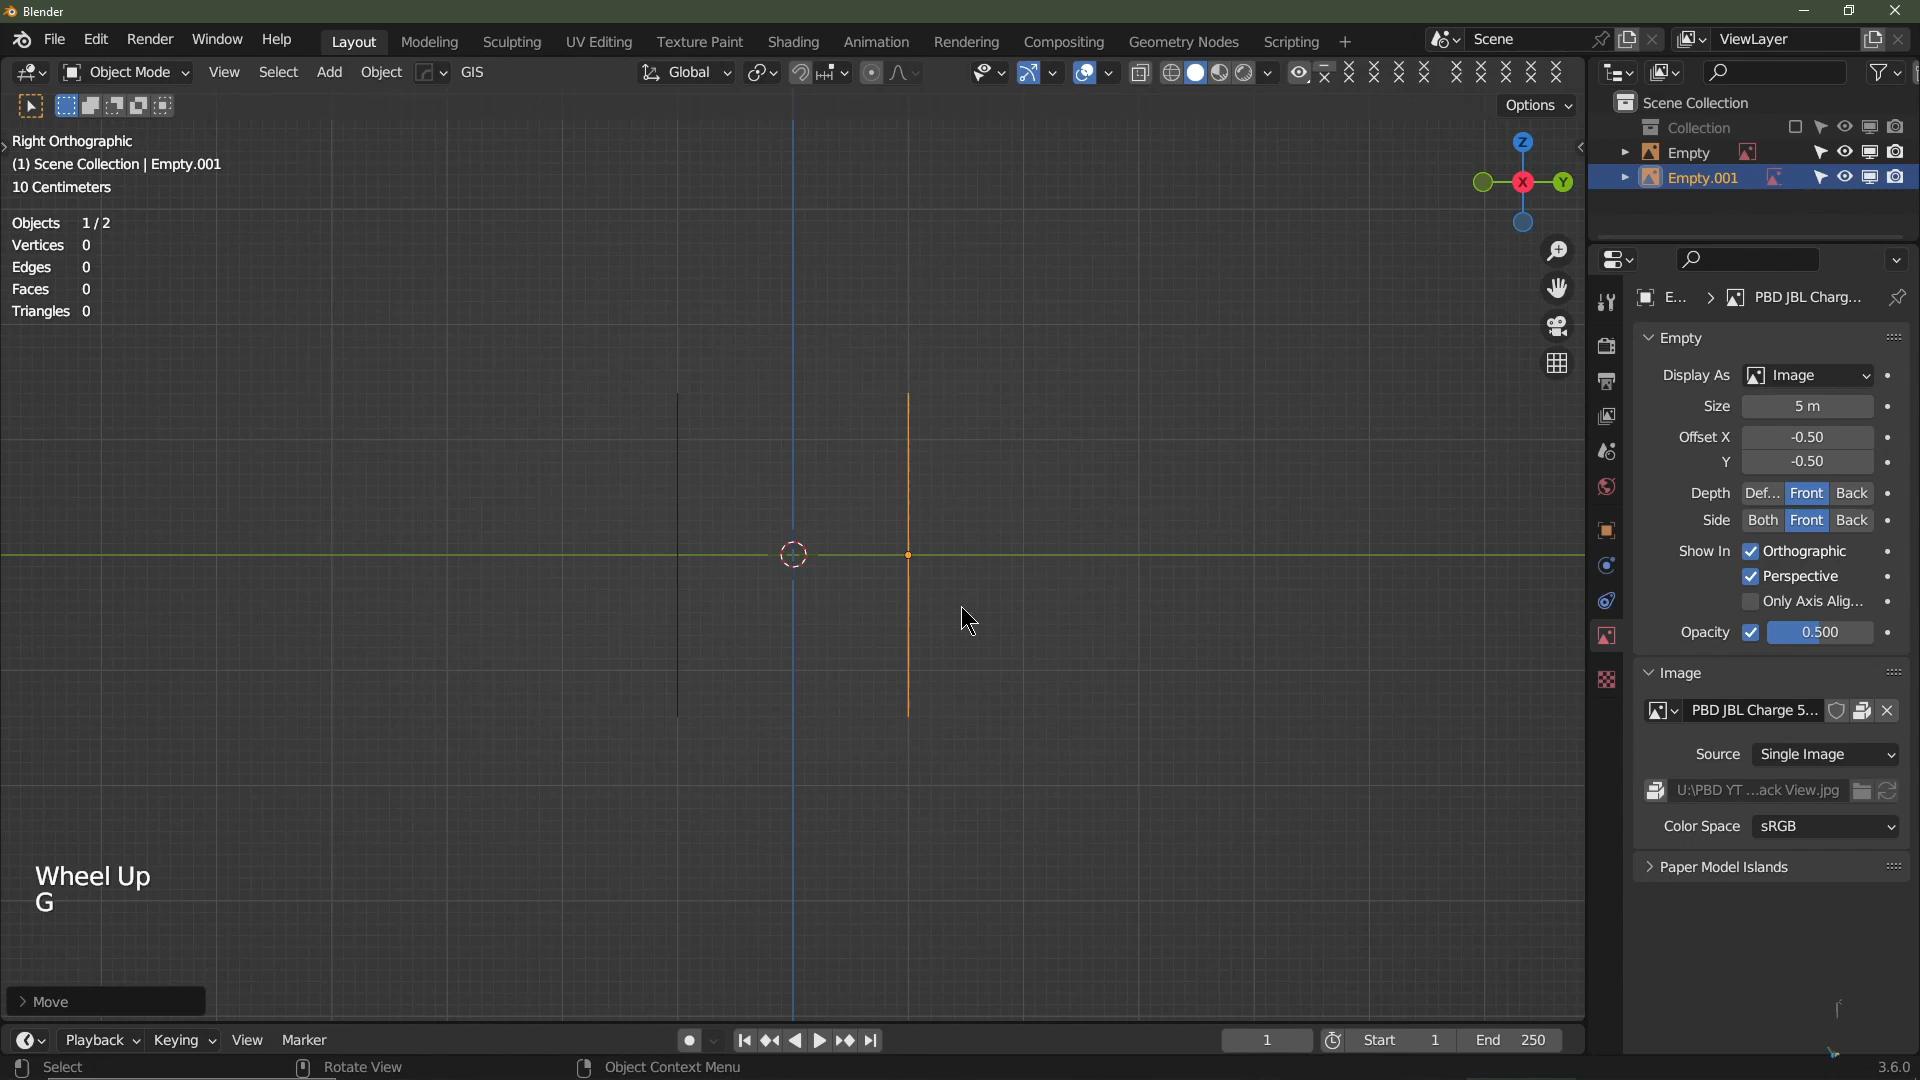 Blender
File Edit Render Window Help Layout Modeling Sculpting UV Editing Texture Paint Shading Animation Rendering Compositing Geometry Nodes Scripting + Scene ViewLayer
Object Mode View Select Add Object GIS Global
Options
Right Orthographic
(1) Scene Collection | Empty.001
10 Centimeters
Objects 1 / 2
Vertices 0
Edges 0
Faces 0
Triangles 0
Z
X
Y
Scene Collection
Collection
Empty
Empty.001
E... > PBD JBL Charg...
Empty
Display As Image
Size 5 m
Offset X -0.50
Y -0.50
Depth Def... Front Back
Side Both Front Back
Show In Orthographic
Perspective
Only Axis Alig...
Opacity 0.500
Image
PBD JBL Charge 5...
Source Single Image
U:\PBD YT ...ack View.jpg
Color Space sRGB
Paper Model Islands
Wheel Up
G
Move
Playback Keying View Marker 1 Start 1 End 250
Select Rotate View Object Context Menu 3.6.0